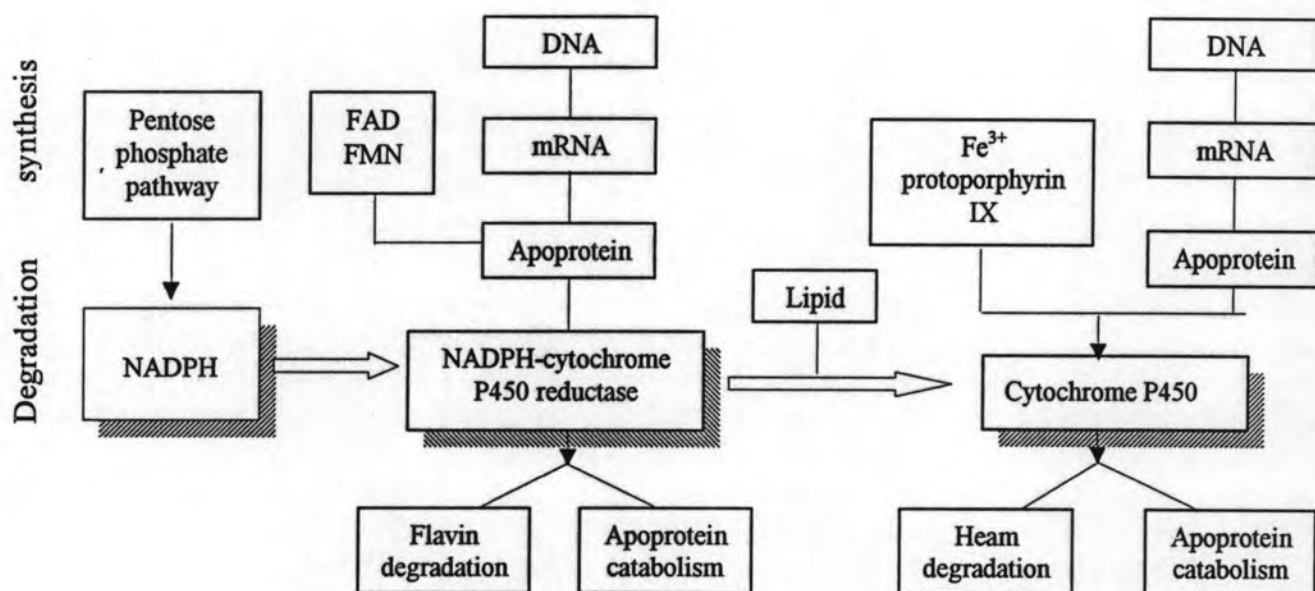 synthesis
Degradation
Pentose
phosphate
pathway
NADPH
FAD
FMN
DNA
mRNA
Apoprotein
NADPH-cytochrome
P450 reductase
Flavin
degradation
Apoprotein
catabolism
Lipid
Fe³⁺
protoporphyrin
IX
DNA
mRNA
Apoprotein
Cytochrome P450
Heam
degradation
Apoprotein
catabolism